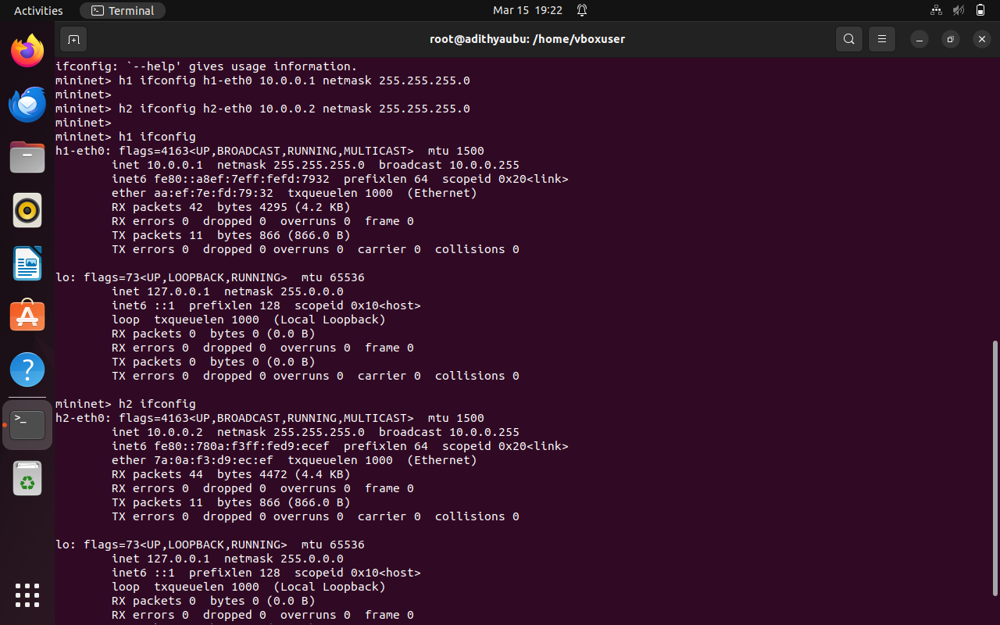 Activities
Terminal
Mar 15 19:22
root@adithyaubu: /home/vboxuser
ifconfig: `--help' gives usage information.
mininet> h1 ifconfig h1-eth0 10.0.0.1 netmask 255.255.255.0
mininet>
mininet> h2 ifconfig h2-eth0 10.0.0.2 netmask 255.255.255.0
mininet>
mininet> h1 ifconfig
h1-eth0: flags=4163<UP,BROADCAST,RUNNING,MULTICAST>  mtu 1500
        inet 10.0.0.1  netmask 255.255.255.0  broadcast 10.0.0.255
        inet6 fe80::a8ef:7eff:fefd:7932  prefixlen 64  scopeid 0x20<link>
        ether aa:ef:7e:fd:79:32  txqueuelen 1000  (Ethernet)
        RX packets 42  bytes 4295 (4.2 KB)
        RX errors 0  dropped 0  overruns 0  frame 0
        TX packets 11  bytes 866 (866.0 B)
        TX errors 0  dropped 0 overruns 0  carrier 0  collisions 0
lo: flags=73<UP,LOOPBACK,RUNNING>  mtu 65536
        inet 127.0.0.1  netmask 255.0.0.0
        inet6 ::1  prefixlen 128  scopeid 0x10<host>
        loop  txqueuelen 1000  (Local Loopback)
        RX packets 0  bytes 0 (0.0 B)
        RX errors 0  dropped 0  overruns 0  frame 0
        TX packets 0  bytes 0 (0.0 B)
        TX errors 0  dropped 0 overruns 0  carrier 0  collisions 0
mininet> h2 ifconfig
h2-eth0: flags=4163<UP,BROADCAST,RUNNING,MULTICAST>  mtu 1500
        inet 10.0.0.2  netmask 255.255.255.0  broadcast 10.0.0.255
        inet6 fe80::780a:f3ff:fed9:ecef  prefixlen 64  scopeid 0x20<link>
        ether 7a:0a:f3:d9:ec:ef  txqueuelen 1000  (Ethernet)
        RX packets 44  bytes 4472 (4.4 KB)
        RX errors 0  dropped 0  overruns 0  frame 0
        TX packets 11  bytes 866 (866.0 B)
        TX errors 0  dropped 0 overruns 0  carrier 0  collisions 0
lo: flags=73<UP,LOOPBACK,RUNNING>  mtu 65536
        inet 127.0.0.1  netmask 255.0.0.0
        inet6 ::1  prefixlen 128  scopeid 0x10<host>
        loop  txqueuelen 1000  (Local Loopback)
        RX packets 0  bytes 0 (0.0 B)
        RX errors 0  dropped 0  overruns 0  frame 0